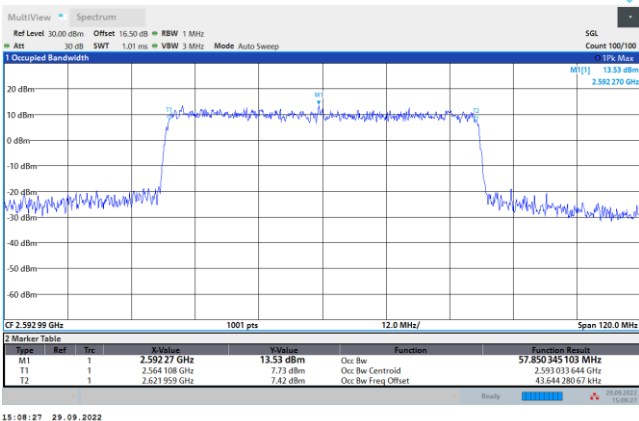 MultiView Spectrum
Ref Level 30.00 dBm Offset 16.50 dB RBW 1 MHz SGL
Att 30 dB SWT 1.01 ms VBW 3 MHz Mode Auto Sweep Count 100/100
1 Occupied Bandwidth 1Pk Max
M1[1] 13.53 dBm
2.592 270 GHz
20 dBm
M1
T1 T2
10 dBm
0 dBm
-10 dBm
-20 dBm
-30 dBm
-40 dBm
-50 dBm
-60 dBm
CF 2.592 99 GHz 1001 pts 12.0 MHz/ Span 120.0 MHz
2 Marker Table
Type Ref Trc X-Value Y-Value Function Function Result
M1 1 2.592 27 GHz 13.53 dBm Occ Bw 57.850 345 103 MHz
T1 1 2.564 108 GHz 7.73 dBm Occ Bw Centroid 2.593 033 644 GHz
T2 1 2.621 959 GHz 7.42 dBm Occ Bw Freq Offset 43.644 280 67 kHz
Ready 29.09.2022
15:08:27
15:08:27 29.09.2022